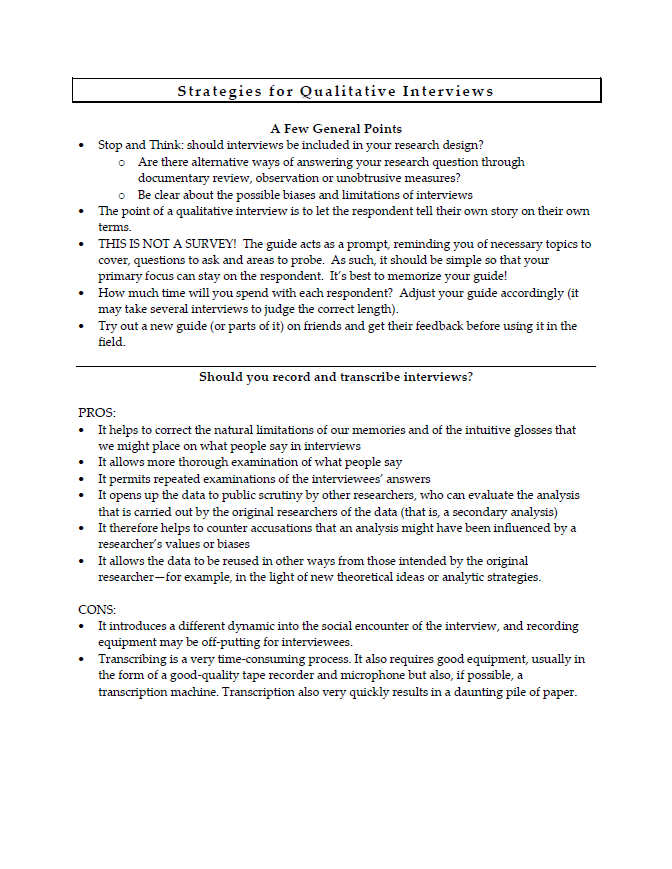 Strategies for Qualitative Interviews
A Few General Points
• Stop and Think: should interviews be included in your research design?
o Are there alternative ways of answering your research question through
documentary review, observation or unobtrusive measures?
o Be clear about the possible biases and limitations of interviews
• The point of a qualitative interview is to let the respondent tell their own story on their own
terms.
• THIS IS NOT A SURVEY!  The guide acts as a prompt, reminding you of necessary topics to
cover, questions to ask and areas to probe.  As such, it should be simple so that your
primary focus can stay on the respondent.  It's best to memorize your guide!
• How much time will you spend with each respondent?  Adjust your guide accordingly (it
may take several interviews to judge the correct length).
• Try out a new guide (or parts of it) on friends and get their feedback before using it in the
field.
Should you record and transcribe interviews?
PROS:
• It helps to correct the natural limitations of our memories and of the intuitive glosses that
we might place on what people say in interviews
• It allows more thorough examination of what people say
• It permits repeated examinations of the interviewees' answers
• It opens up the data to public scrutiny by other researchers, who can evaluate the analysis
that is carried out by the original researchers of the data (that is, a secondary analysis)
• It therefore helps to counter accusations that an analysis might have been influenced by a
researcher's values or biases
• It allows the data to be reused in other ways from those intended by the original
researcher—for example, in the light of new theoretical ideas or analytic strategies.
CONS:
• It introduces a different dynamic into the social encounter of the interview, and recording
equipment may be off-putting for interviewees.
• Transcribing is a very time-consuming process. It also requires good equipment, usually in
the form of a good-quality tape recorder and microphone but also, if possible, a
transcription machine. Transcription also very quickly results in a daunting pile of paper.